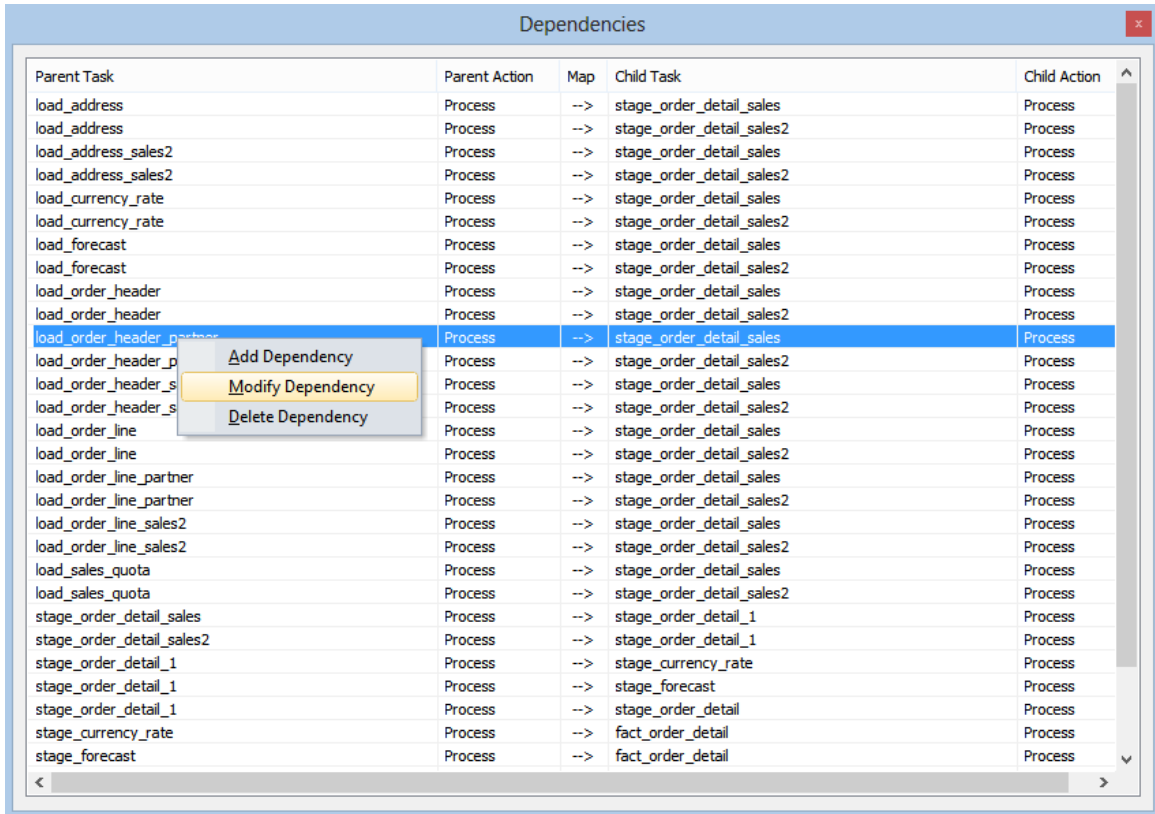 Dependencies
x
Parent Task Parent Action Map Child Task Child Action
load_address Process --> stage_order_detail_sales Process
load_address Process --> stage_order_detail_sales2 Process
load_address_sales2 Process --> stage_order_detail_sales Process
load_address_sales2 Process --> stage_order_detail_sales2 Process
load_currency_rate Process --> stage_order_detail_sales Process
load_currency_rate Process --> stage_order_detail_sales2 Process
load_forecast Process --> stage_order_detail_sales Process
load_forecast Process --> stage_order_detail_sales2 Process
load_order_header Process --> stage_order_detail_sales Process
load_order_header Process --> stage_order_detail_sales2 Process
load_order_header_partner Process --> stage_order_detail_sales Process
load_order_header_p Process --> stage_order_detail_sales2 Process
Add Dependency
load_order_header_s Process --> stage_order_detail_sales Process
Modify Dependency
load_order_header_s Process --> stage_order_detail_sales2 Process
Delete Dependency
load_order_line Process --> stage_order_detail_sales Process
load_order_line Process --> stage_order_detail_sales2 Process
load_order_line_partner Process --> stage_order_detail_sales Process
load_order_line_partner Process --> stage_order_detail_sales2 Process
load_order_line_sales2 Process --> stage_order_detail_sales Process
load_order_line_sales2 Process --> stage_order_detail_sales2 Process
load_sales_quota Process --> stage_order_detail_sales Process
load_sales_quota Process --> stage_order_detail_sales2 Process
stage_order_detail_sales Process --> stage_order_detail_1 Process
stage_order_detail_sales2 Process --> stage_order_detail_1 Process
stage_order_detail_1 Process --> stage_currency_rate Process
stage_order_detail_1 Process --> stage_forecast Process
stage_order_detail_1 Process --> stage_order_detail Process
stage_currency_rate Process --> fact_order_detail Process
stage_forecast Process --> fact_order_detail Process